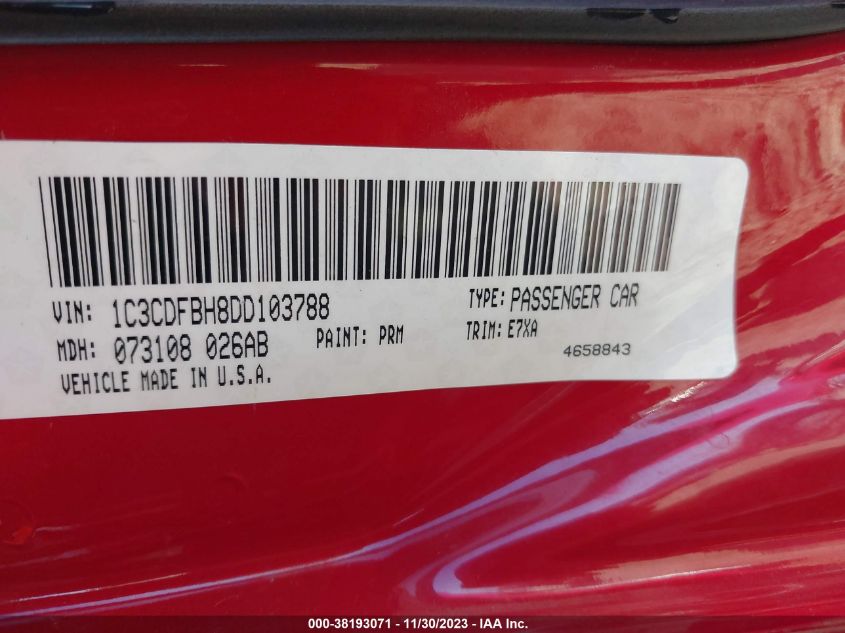 VIN: 1C3CDFBH8DD103788 TYPE: PASSENGER CAR
MDH: 073108 026AB PAINT: PRM TRIM: E7XA
VEHICLE MADE IN U.S.A. 4658843
000-38193071 - 11/30/2023 - IAA Inc.